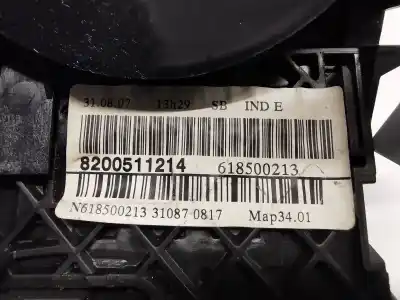 31.08.07 13h29 SB IND E
8200511214 618500213
N618500213 31087 0817 Map34.01